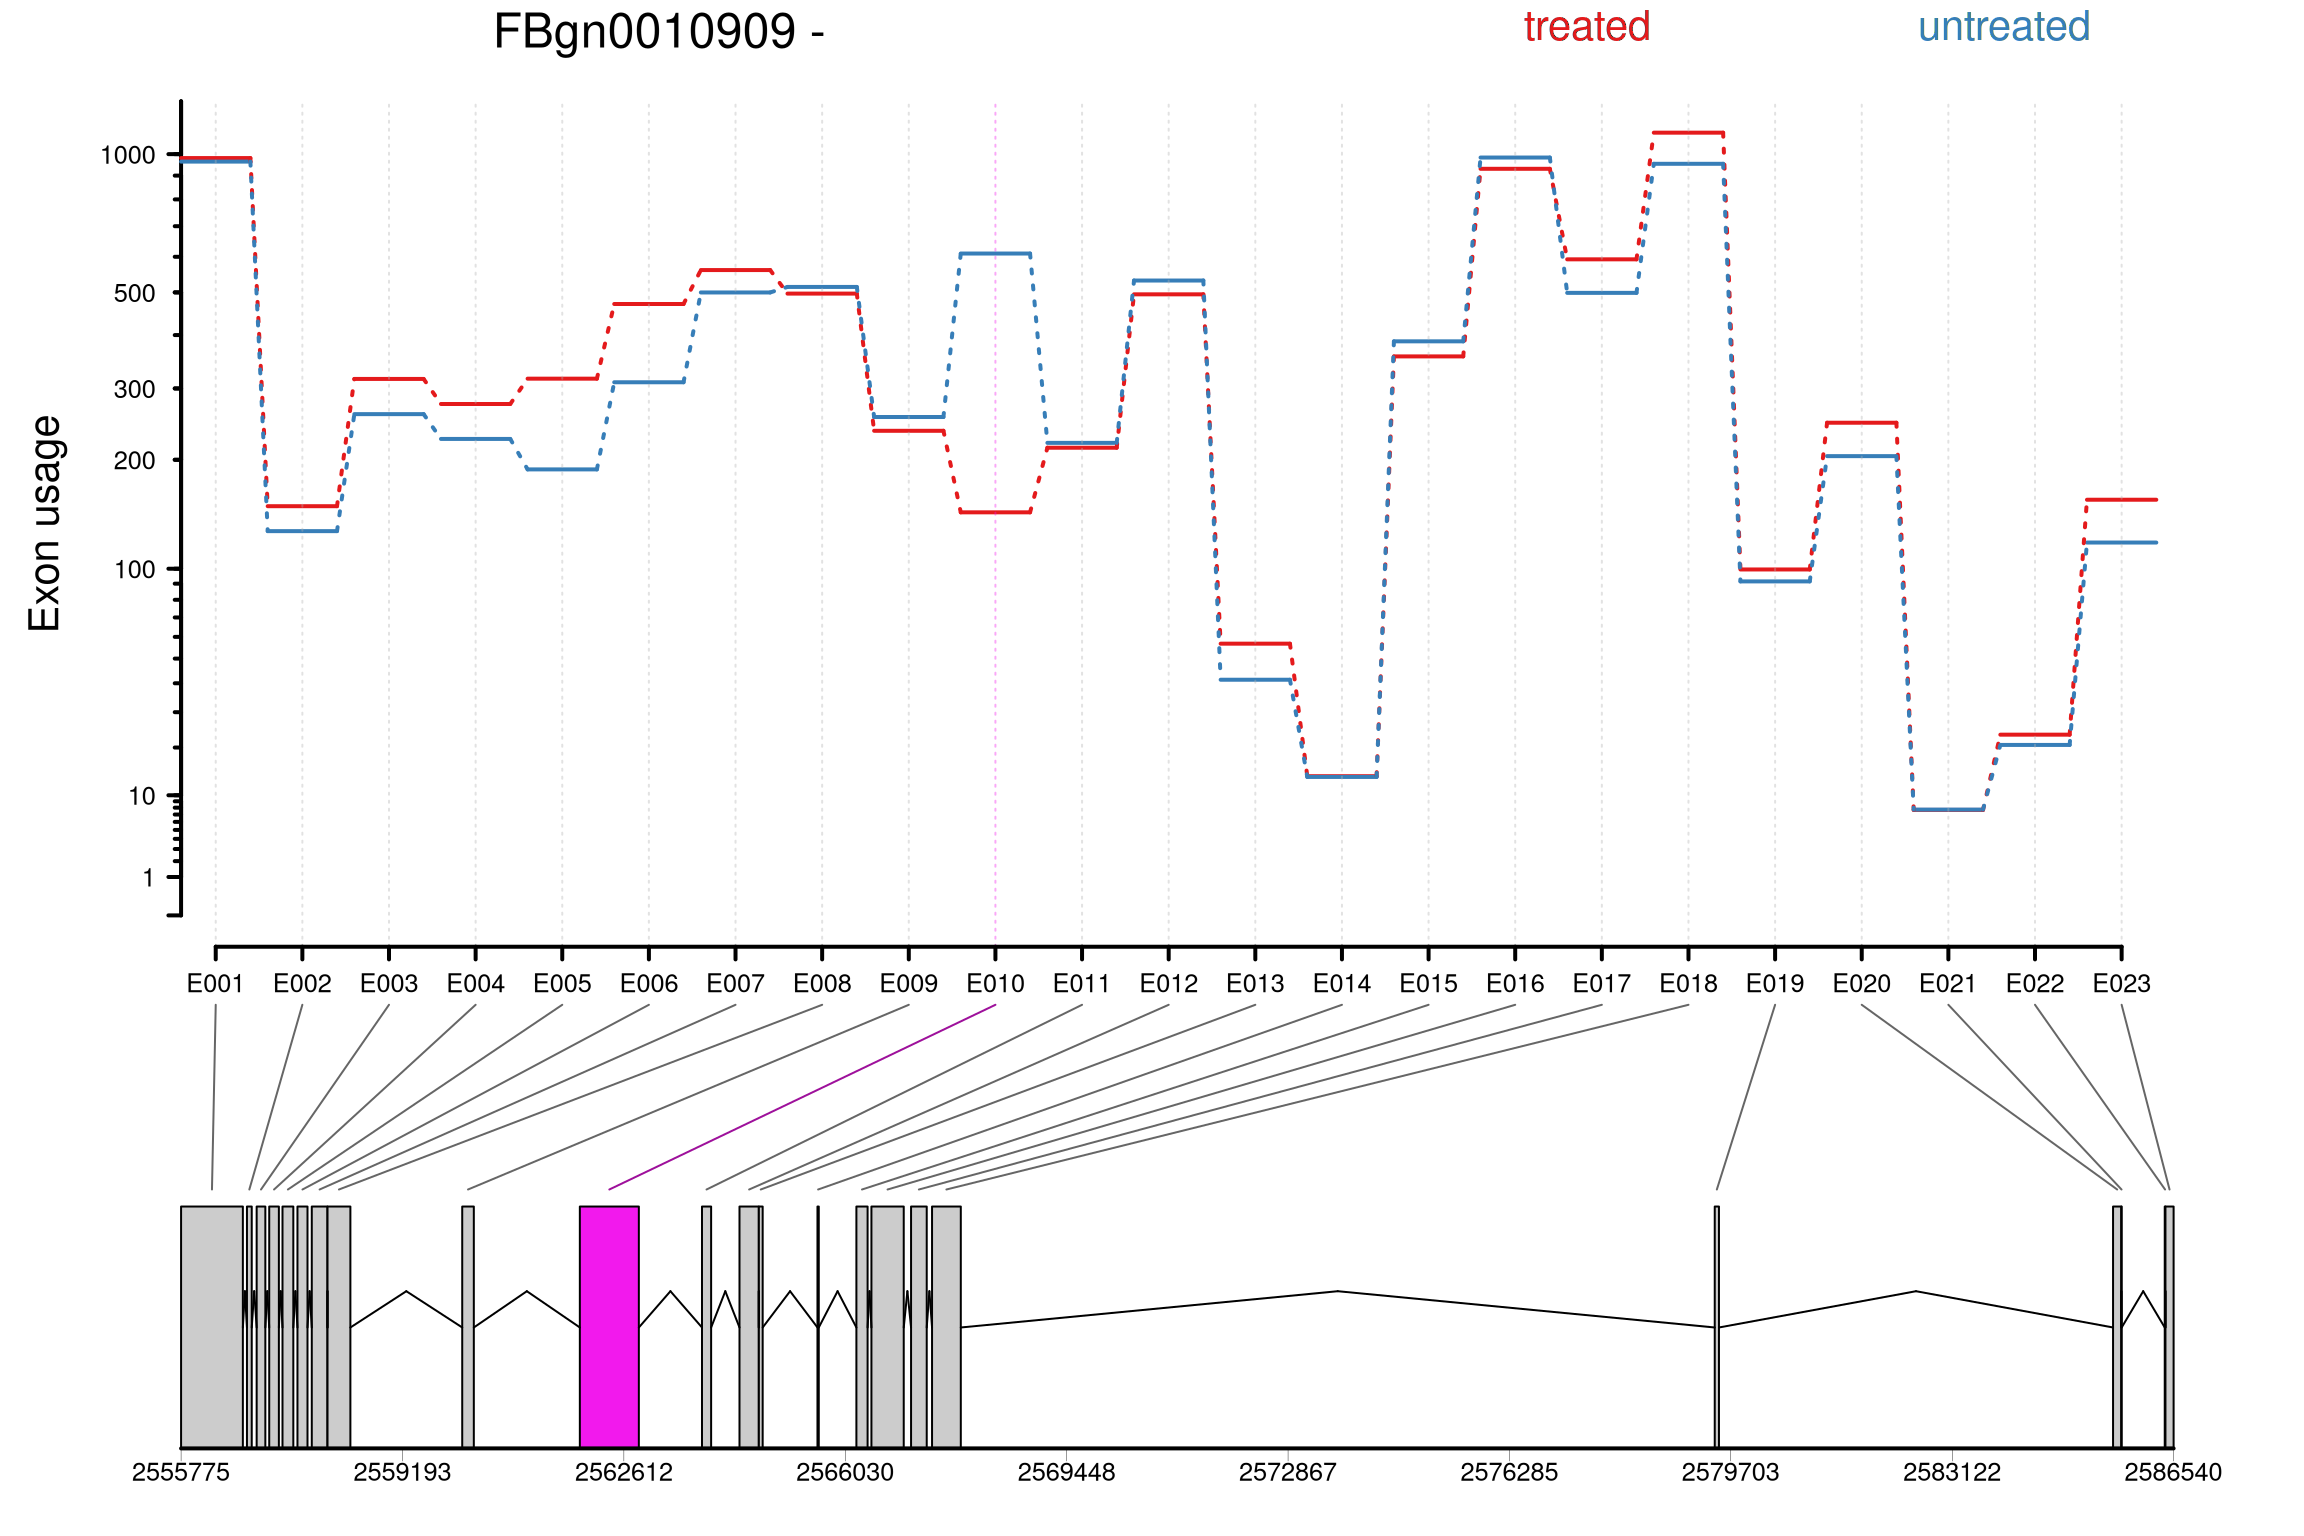 FBgn0010909 -
treated
untreated
Exon usage
1000
500
300
200
100
10
1
E001 E002 E003 E004 E005 E006 E007 E008 E009 E010 E011 E012 E013 E014 E015 E016 E017 E018 E019 E020 E021 E022 E023
2555775 2559193 2562612 2566030 2569448 2572867 2576285 2579703 2583122 2586540